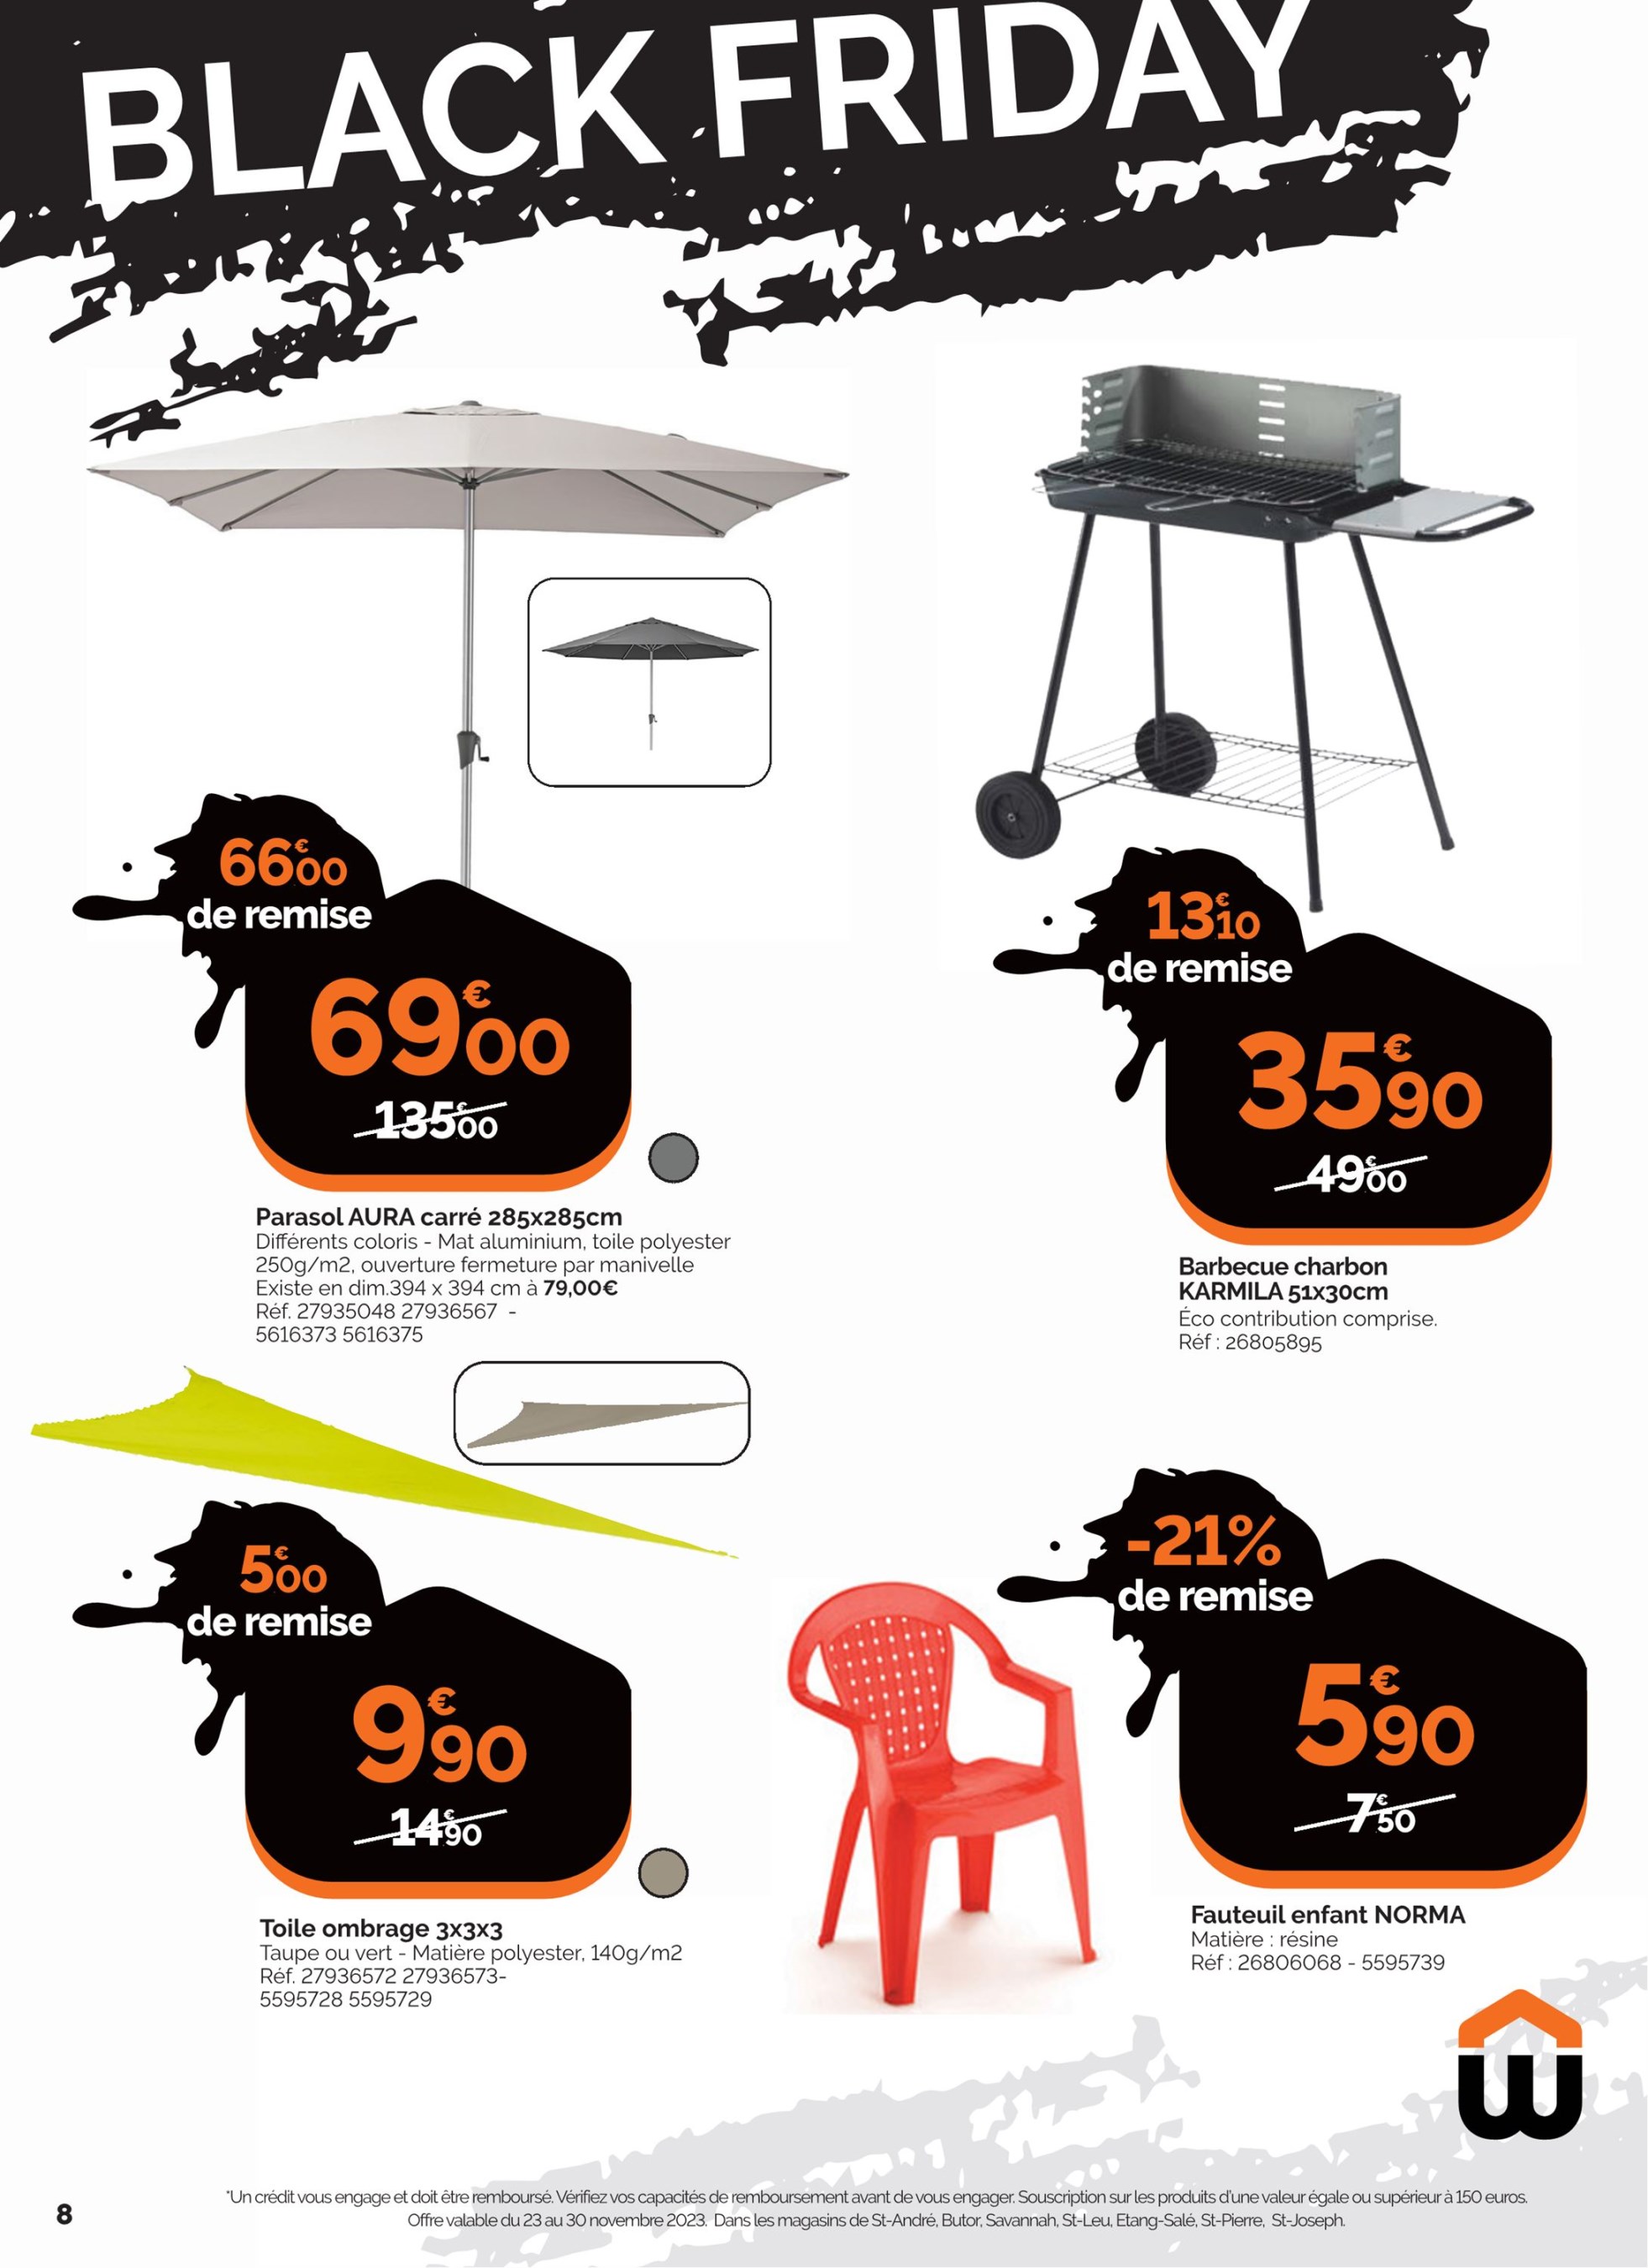 BLACK FRIDAY
66€00
de remise
69€00
135€00
Parasol AURA carré 285x285cm
Différents coloris - Mat aluminium, toile polyester
250g/m2, ouverture fermeture par manivelle
Existe en dim.394 x 394 cm à 79,00€
Réf. 27935048 27936567 -
5616373 5616375
13€10
de remise
35€90
49€00
Barbecue charbon
KARMILA 51x30cm
Éco contribution comprise.
Réf : 26805895
5€00
de remise
9€90
14€90
Toile ombrage 3x3x3
Taupe ou vert - Matière polyester, 140g/m2
Réf. 27936572 27936573-
5595728 5595729
-21%
de remise
5€90
7€50
Fauteuil enfant NORMA
Matière : résine
Réf : 26806068 - 5595739
w
8
*Un crédit vous engage et doit être remboursé. Vérifiez vos capacités de remboursement avant de vous engager. Souscription sur les produits d'une valeur égale ou supérieur à 150 euros.
Offre valable du 23 au 30 novembre 2023. Dans les magasins de St-André, Butor, Savannah, St-Leu, Etang-Salé, St-Pierre, St-Joseph.